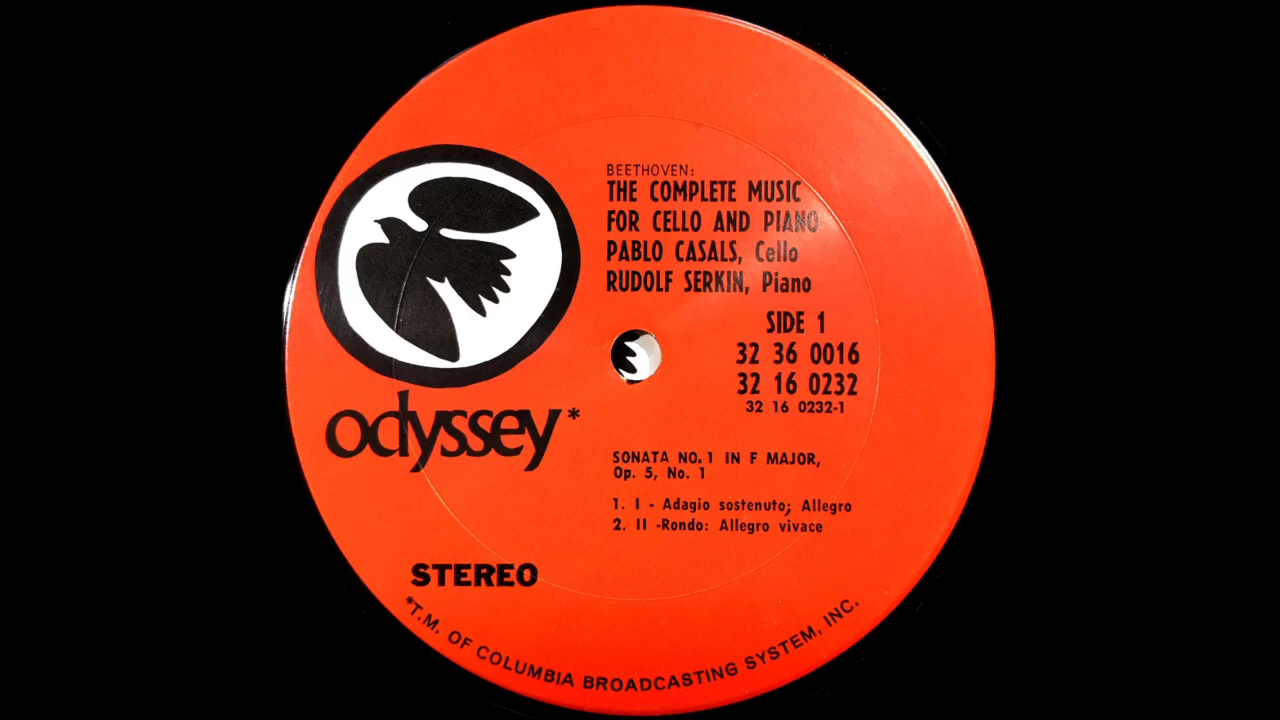 BEETHOVEN:
THE COMPLETE MUSIC
FOR CELLO AND PIANO
PABLO CASALS, Cello
RUDOLF SERKIN, Piano
SIDE 1
32 36 0016
32 16 0232
32 16 0232-1
odyssey*
SONATA NO. 1 IN F MAJOR,
Op. 5, No. 1
1. I - Adagio sostenuto; Allegro
2. II -Rondo: Allegro vivace
STEREO
*T.M. OF COLUMBIA BROADCASTING SYSTEM, INC.